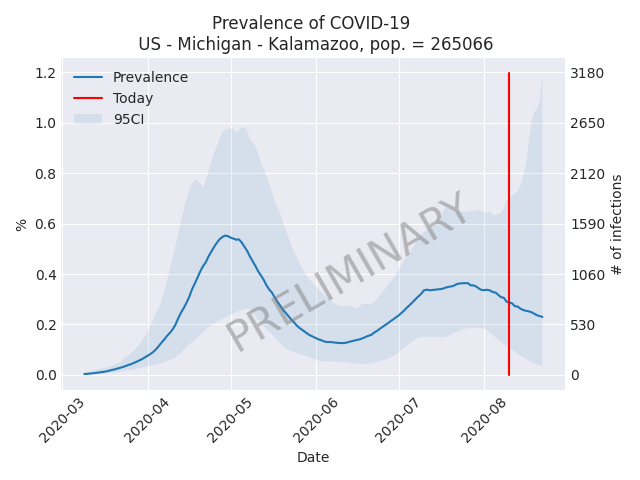 Prevalence of COVID-19
US - Michigan - Kalamazoo, pop. = 265066
Prevalence
Today
95CI
1.2
1.0
0.8
0.6
0.4
0.2
0.0
%
3180
2650
2120
1590
1060
530
0
# of infections
PRELIMINARY
2020-03
2020-04
2020-05
2020-06
2020-07
2020-08
Date